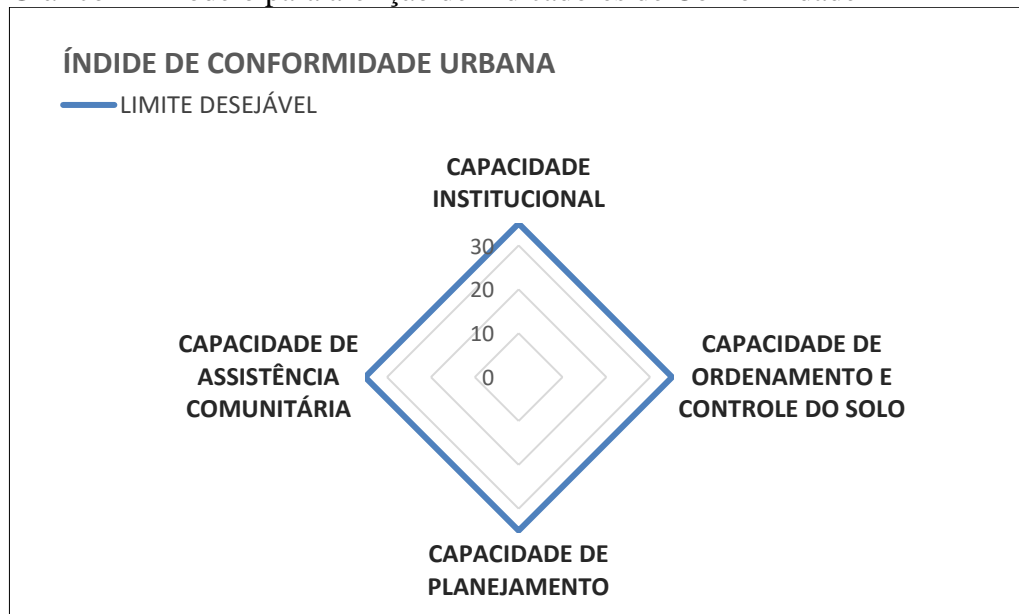 ÍNDIDE DE CONFORMIDADE URBANA
LIMITE DESEJÁVEL
CAPACIDADE
INSTITUCIONAL
30
20
10
0
CAPACIDADE DE
ASSISTÊNCIA
COMUNITÁRIA
CAPACIDADE DE
ORDENAMENTO E
CONTROLE DO SOLO
CAPACIDADE DE
PLANEJAMENTO